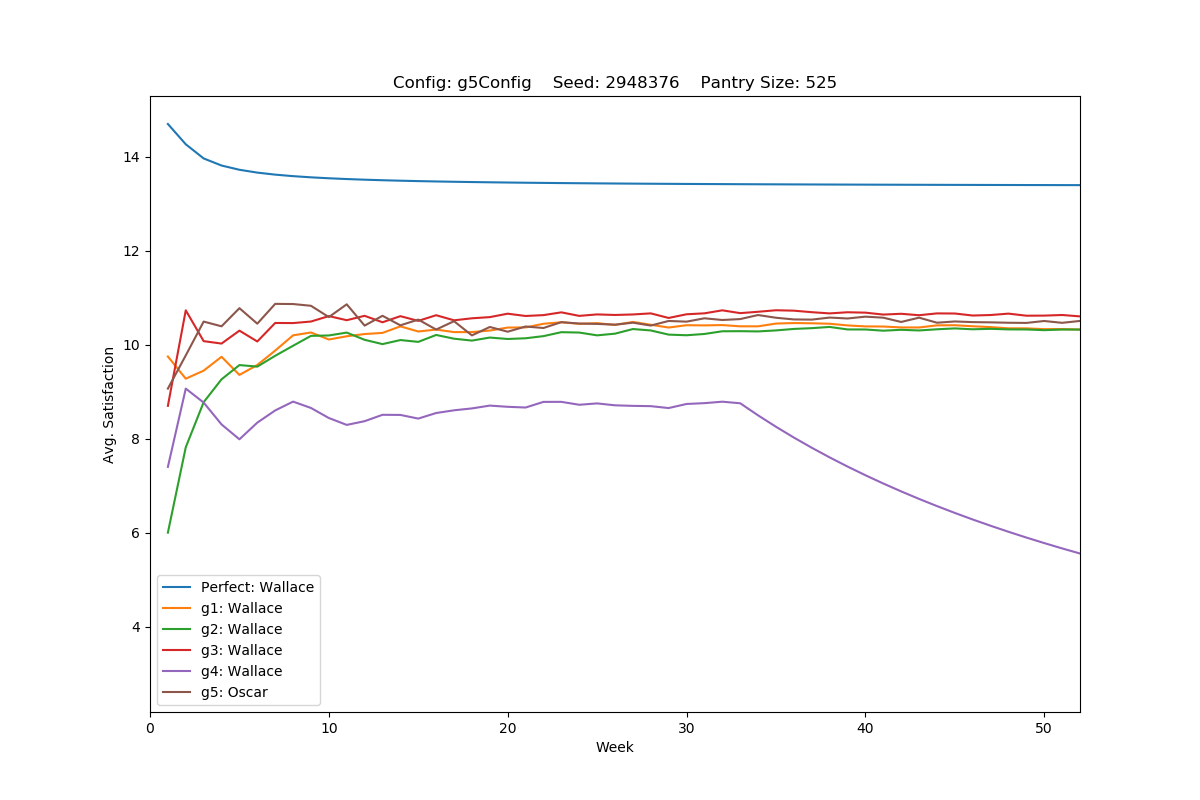 Config: g5Config    Seed: 2948376    Pantry Size: 525
14
12
10
8
6
4
Avg. Satisfaction
Perfect: Wallace
g1: Wallace
g2: Wallace
g3: Wallace
g4: Wallace
g5: Oscar
0 10 20 30 40 50
Week